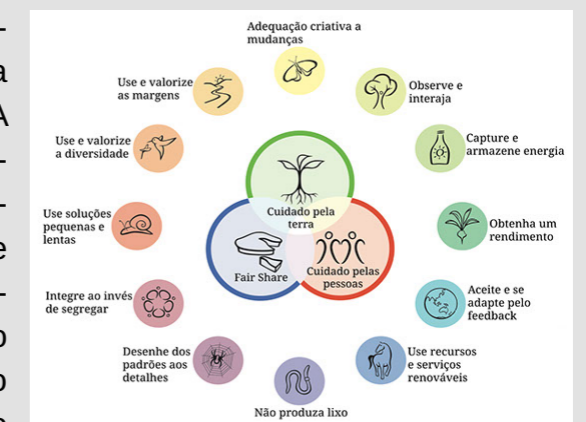 Adequação criativa a
mudanças
Observe e
interaja
Capture e
armazene energia
Obtenha um
rendimento
Aceite e se
adapte pelo
feedback
Use recursos
e serviços
renováveis
Não produza lixo
Desenhe dos
padrões aos
detalhes
Integre ao invés
de segregar
Use soluções
pequenas e
lentas
Use e valorize
a diversidade
Use e valorize
as margens
Cuidado pela
terra
Fair Share
Cuidado pelas
pessoas